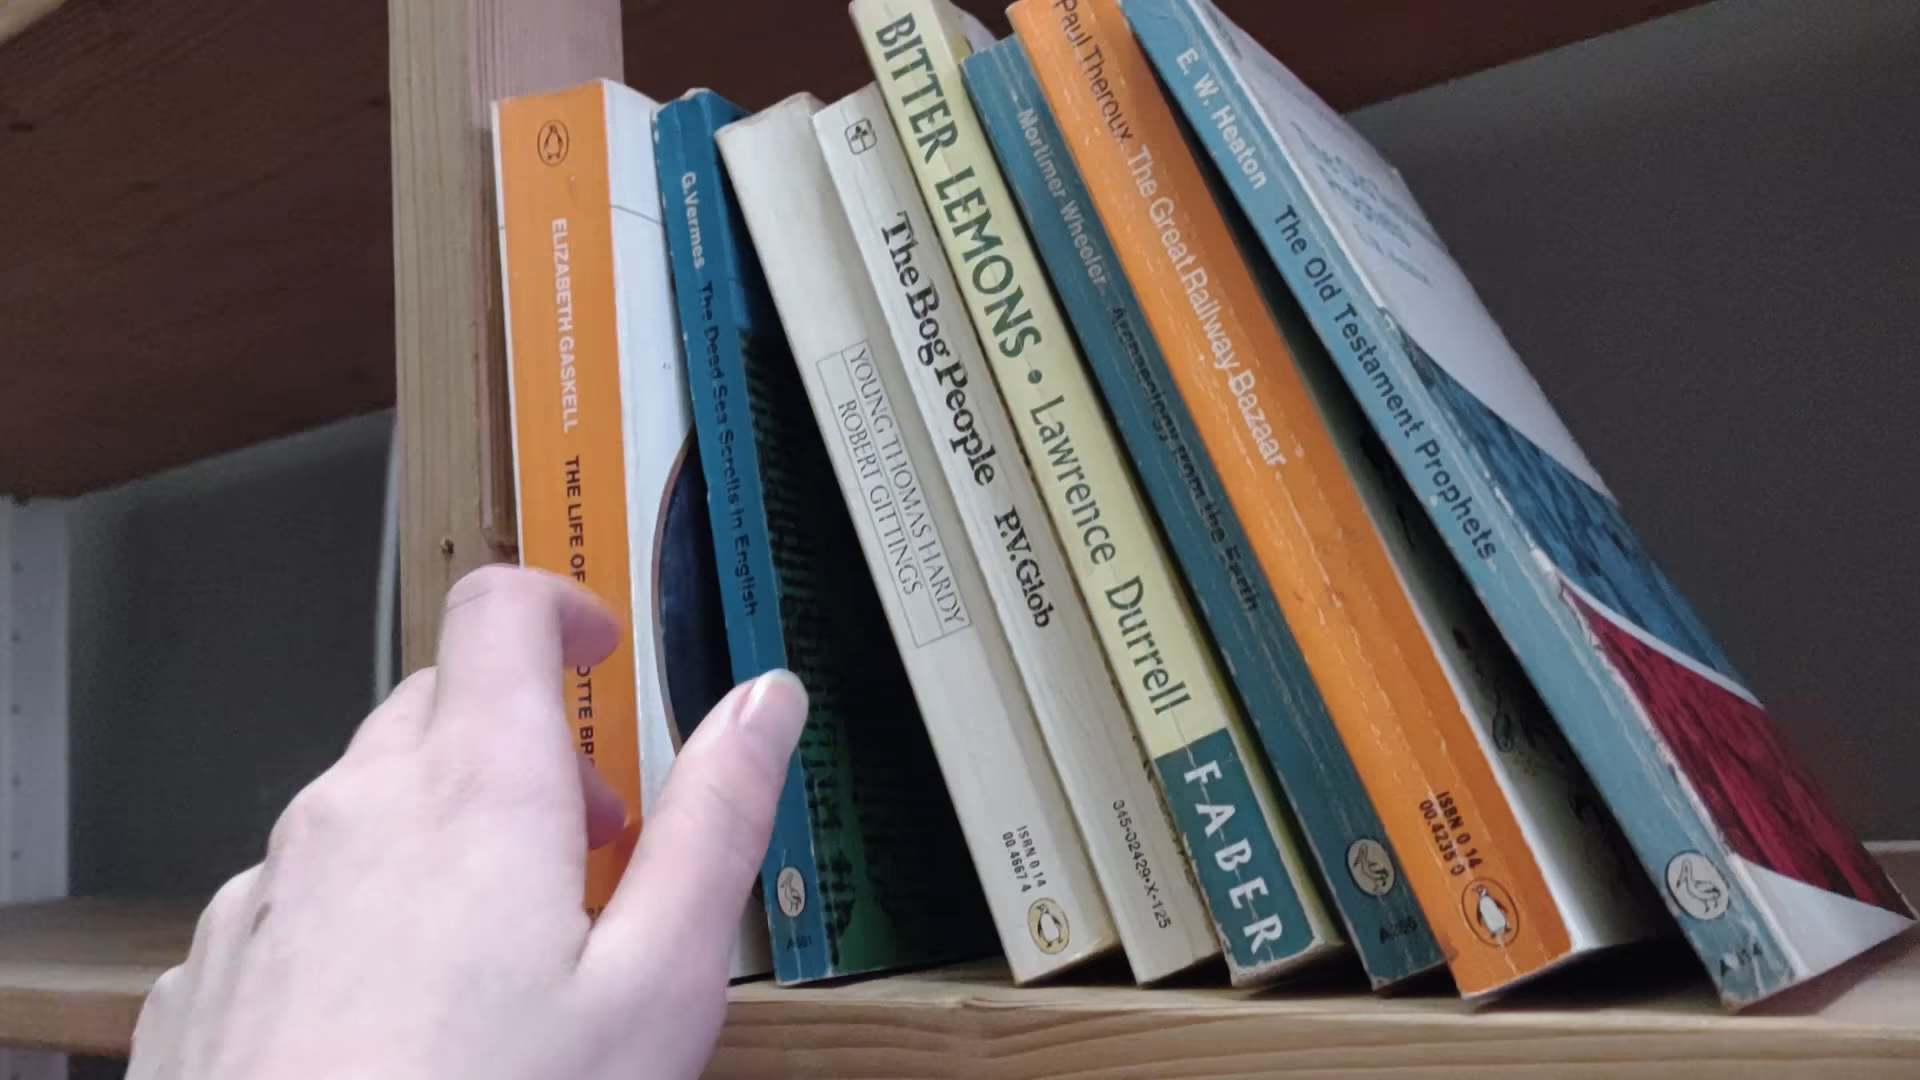 ELIZABETH GASKELL THE LIFE OF OTTE BR
G.Vermes The Dead Sea Scrolls in English
YOUNG THOMAS HARDY
ROBERT GITTINGS
ISBN 0 14
00.4667 4
The Bog People P.V. Glob
345-02429-X-125
BITTER LEMONS • Lawrence Durrell
FABER
Mortimer Wheeler Archaeology from the Earth
Paul Theroux The Great Railway Bazaar
ISBN 0 14
00.4235 0
E. W. Heaton The Old Testament Prophets